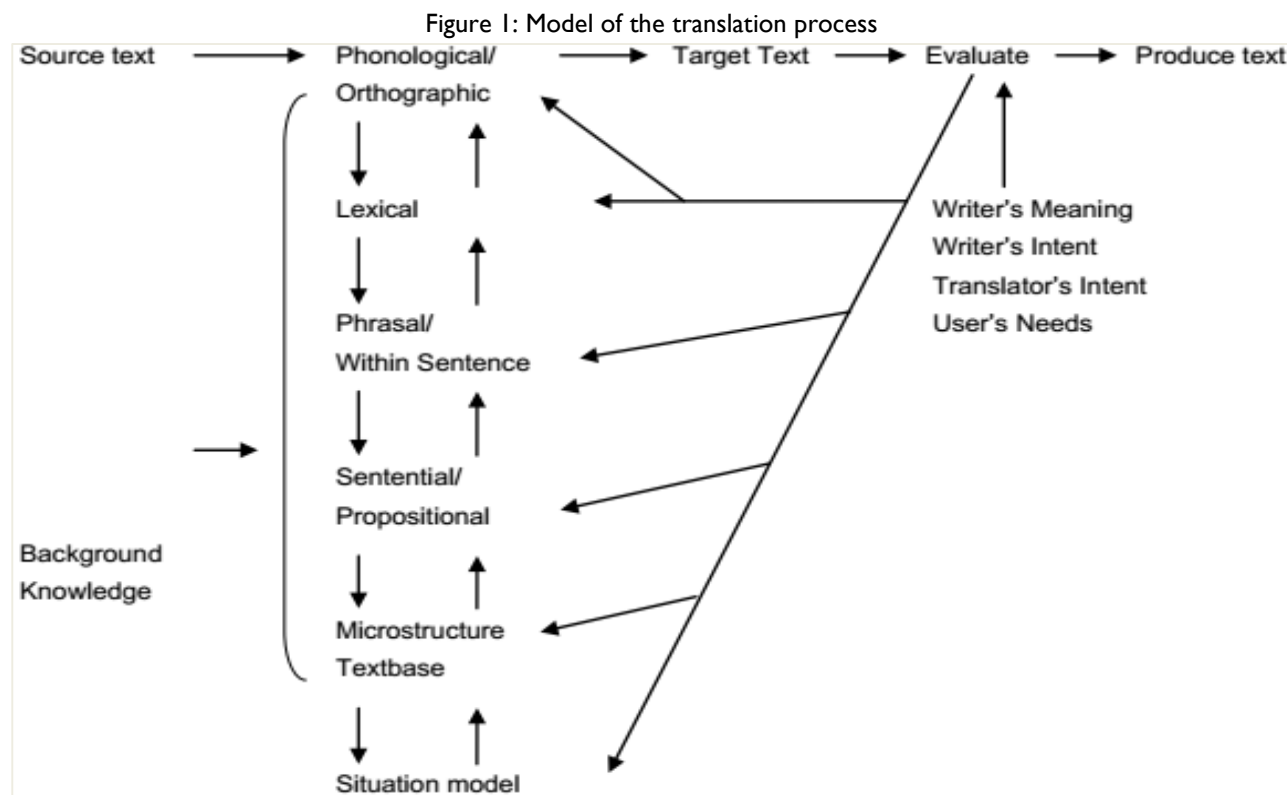 Figure 1: Model of the translation process
Source text
Phonological/
Orthographic
Target Text
Evaluate
Produce text
Lexical
Writer's Meaning
Writer's Intent
Translator's Intent
User's Needs
Phrasal/
Within Sentence
Sentential/
Propositional
Background
Knowledge
Microstructure
Textbase
Situation model